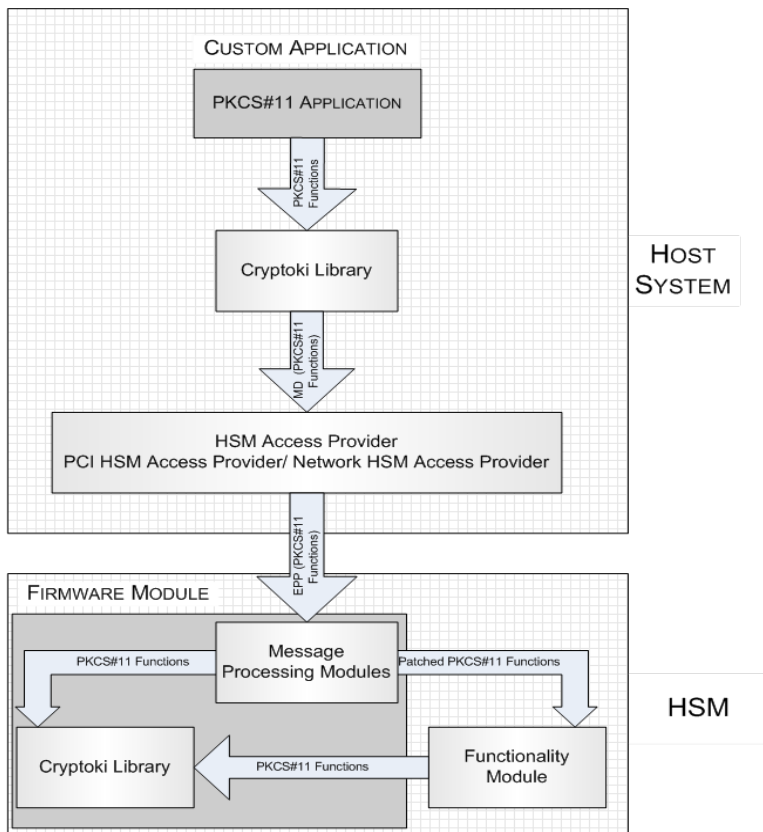 CUSTOM APPLICATION
PKCS#11 APPLICATION
PKCS#11
Functions
Cryptoki Library
HOST
SYSTEM
MD (PKCS#11
Functions)
HSM Access Provider
PCI HSM Access Provider/ Network HSM Access Provider
EPP (PKCS#11
Functions)
FIRMWARE MODULE
Message
Processing Modules
PKCS#11 Functions
Patched PKCS#11 Functions
HSM
Cryptoki Library
PKCS#11 Functions
Functionality
Module